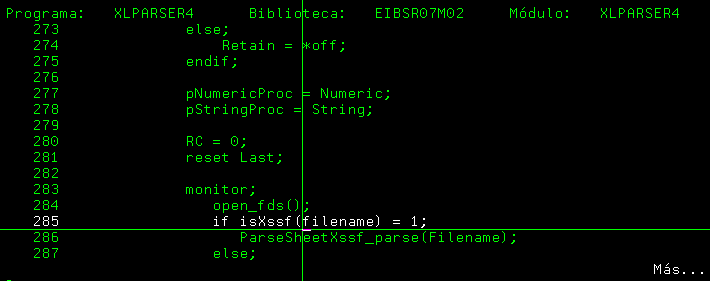 Programa: XLPARSER4 Biblioteca: EIBSR07M02 Módulo: XLPARSER4
273 else;
274 Retain = *off;
275 endif;
276
277 pNumericProc = Numeric;
278 pStringProc = String;
279
280 RC = 0;
281 reset Last;
282
283 monitor;
284 open_fds();
285 if isXssf(filename) = 1;
286 ParseSheetXssf_parse(Filename);
287 else;
Más...